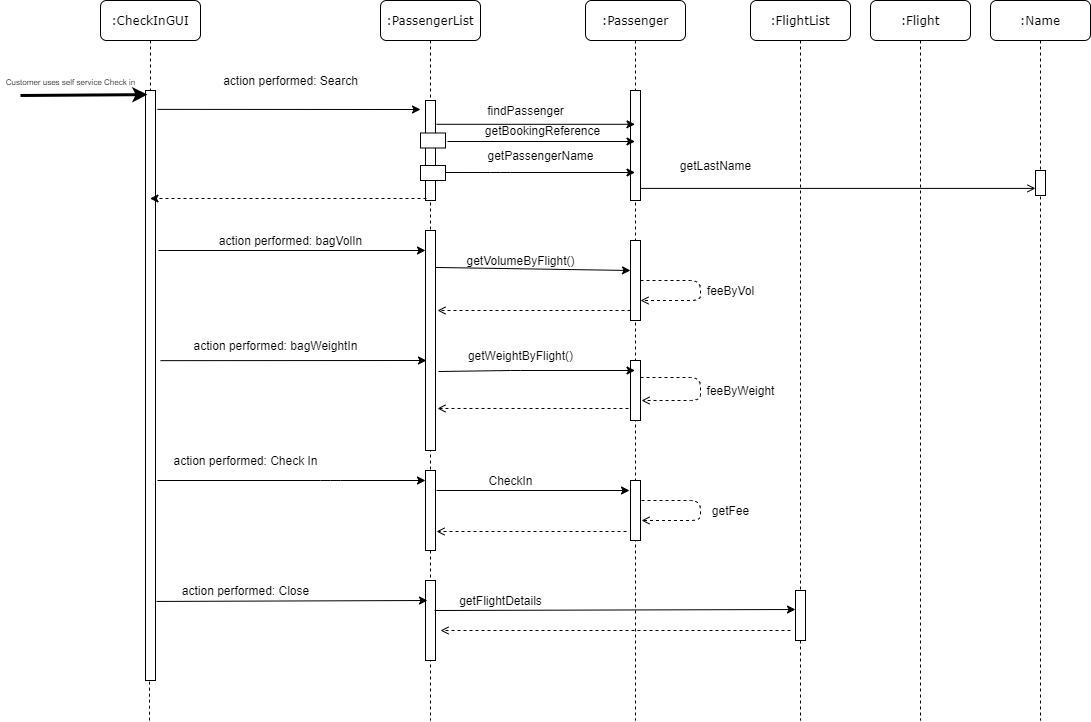 :CheckInGUI
:PassengerList
:Passenger
:FlightList
:Flight
:Name
Customer uses self service Check in
action performed: Search
findPassenger
getBookingReference
getPassengerName
getLastName
action performed: bagVolIn
getVolumeByFlight()
feeByVol
action performed: bagWeightIn
getWeightByFlight()
feeByWeight
action performed: Check In
CheckIn
getFee
action performed: Close
getFlightDetails